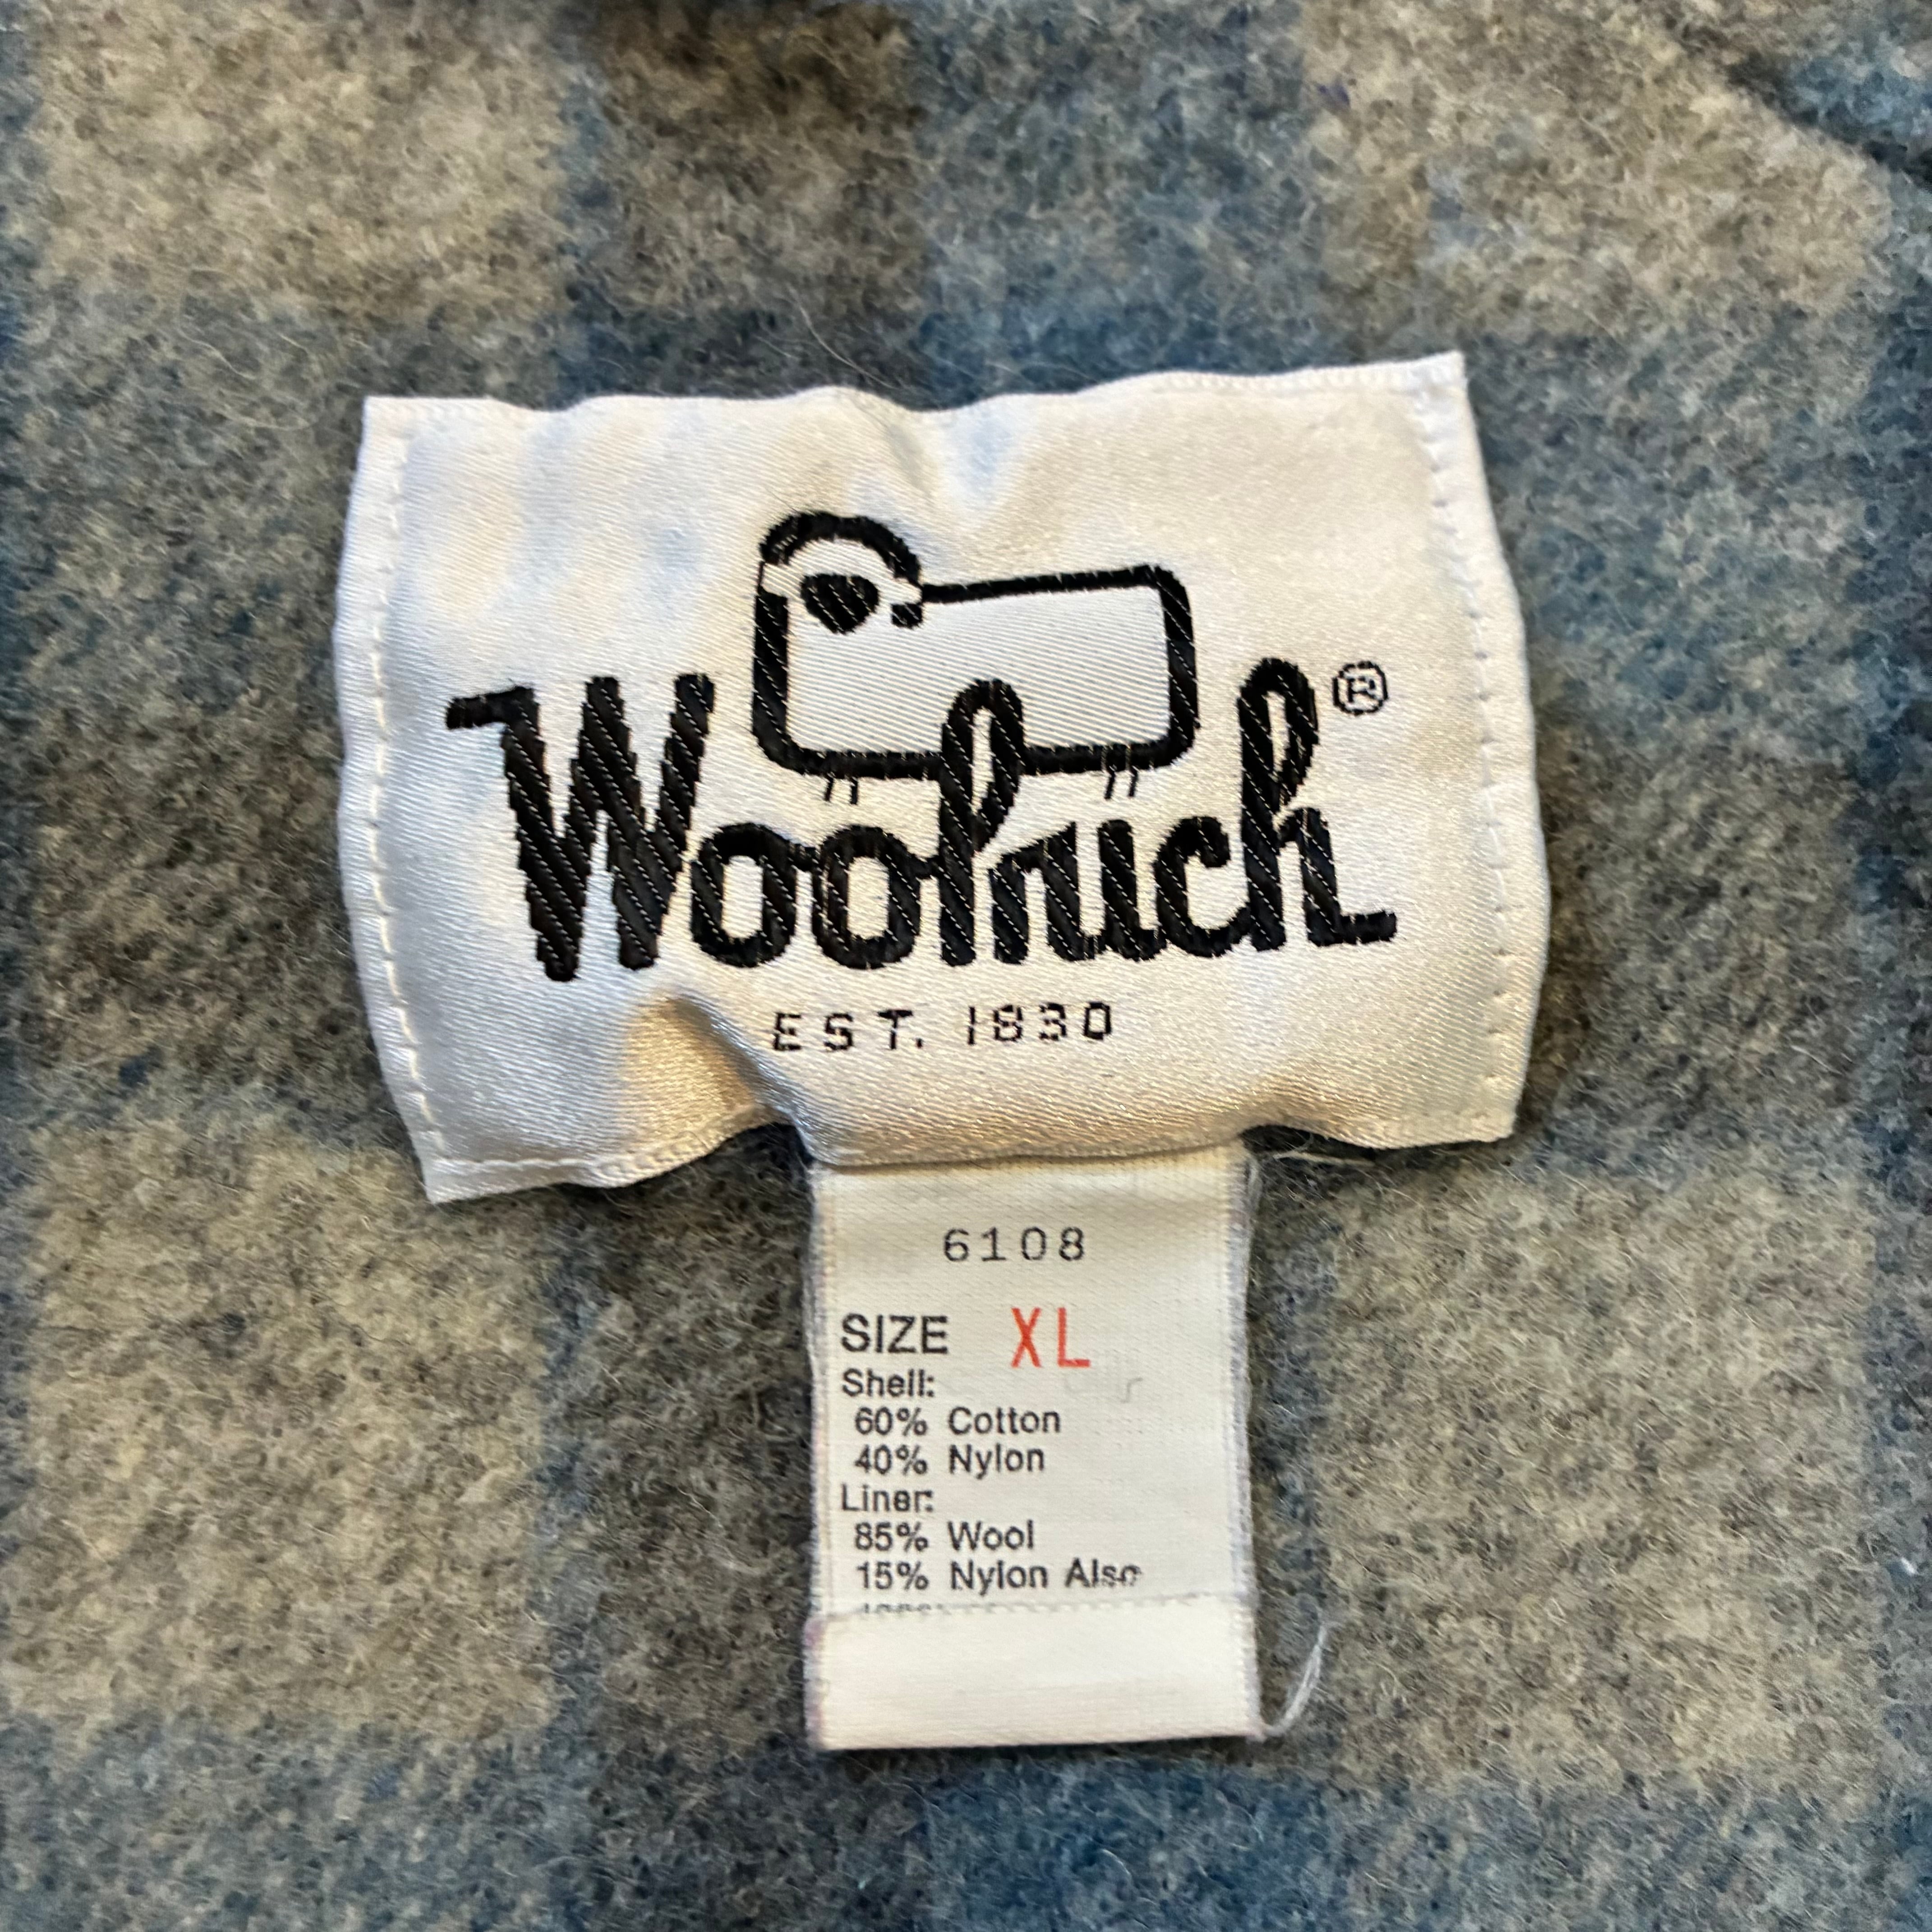 Woolrich®
EST. 1830
6108
SIZE XL
Shell:
60% Cotton
40% Nylon
Liner:
85% Wool
15% Nylon Also